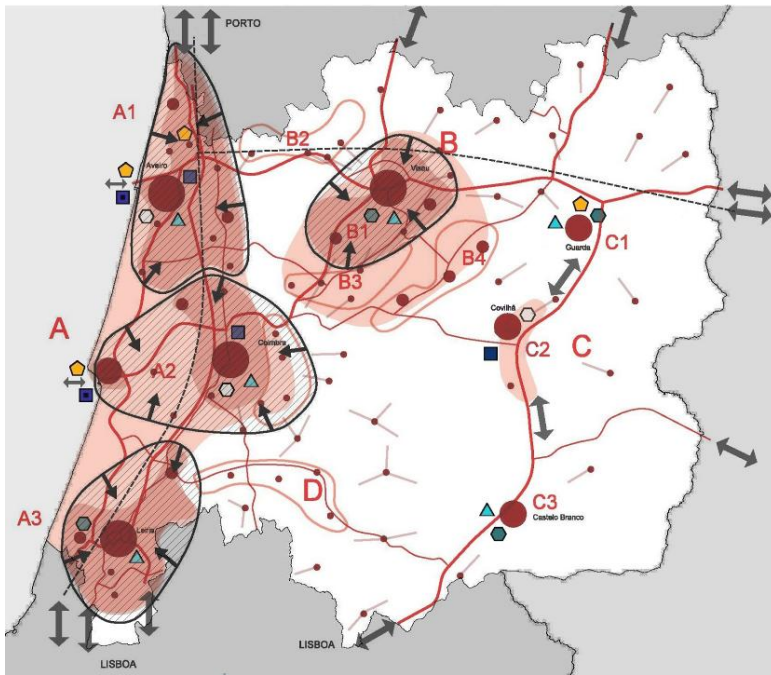 PORTO
A1
B2
B
Aveiro
Viseu
B1
B4
Guarda
C1
B3
A
Covilhã
Coimbra
C2
C
A2
D
A3
C3
Leiria
Castelo Branco
LISBOA
LISBOA